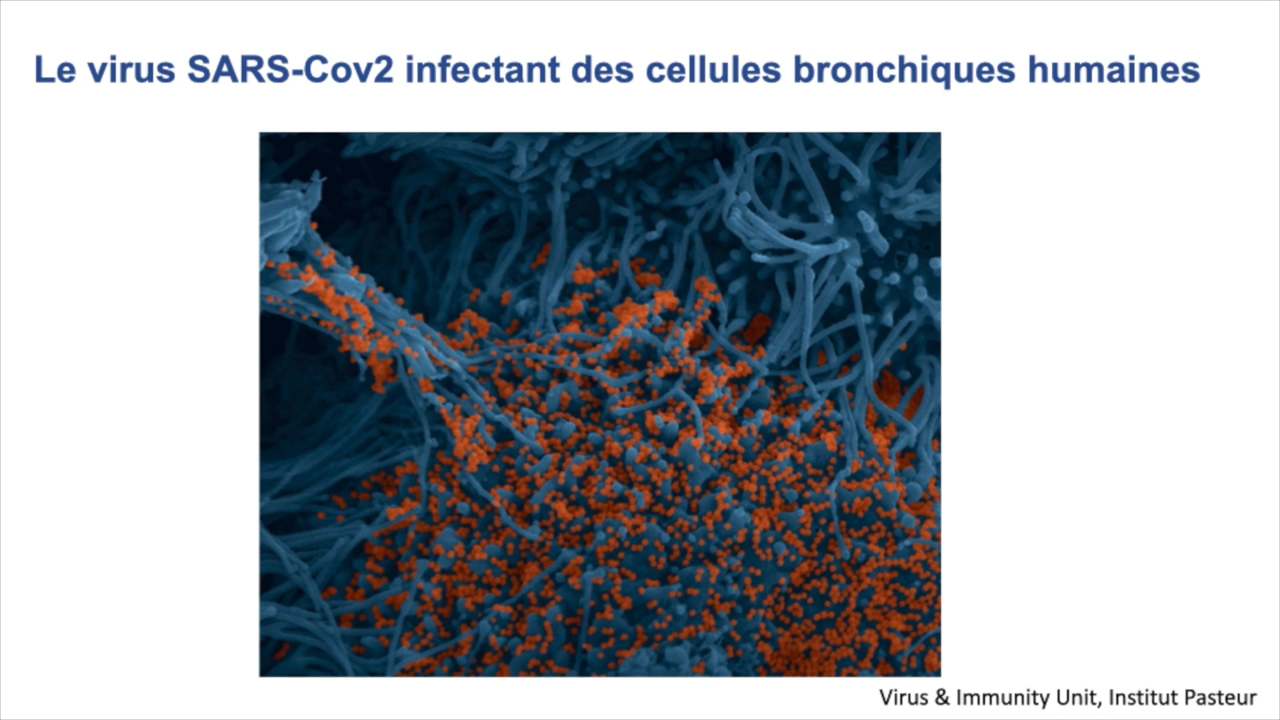 Le virus SARS-Cov2 infectant des cellules bronchiques humaines
Virus & Immunity Unit, Institut Pasteur